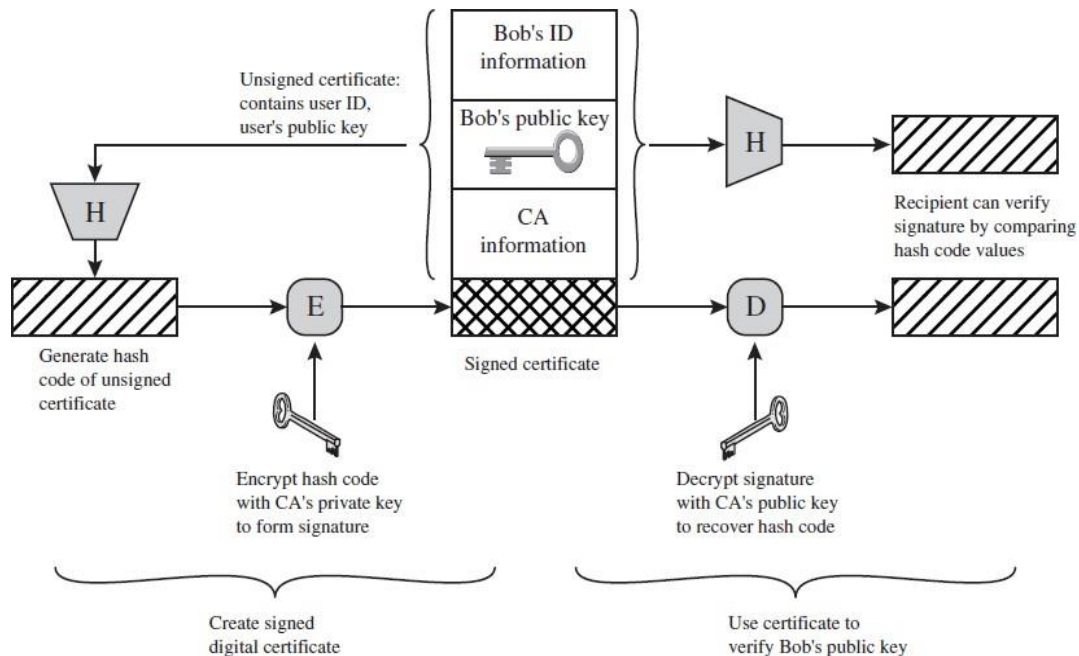 Bob's ID
information
Unsigned certificate:
contains user ID,
user's public key
Bob's public key
H
H
CA
information
Recipient can verify
signature by comparing
hash code values
E
D
Generate hash
code of unsigned
certificate
Signed certificate
Encrypt hash code
with CA's private key
to form signature
Decrypt signature
with CA's public key
to recover hash code
Create signed
digital certificate
Use certificate to
verify Bob's public key